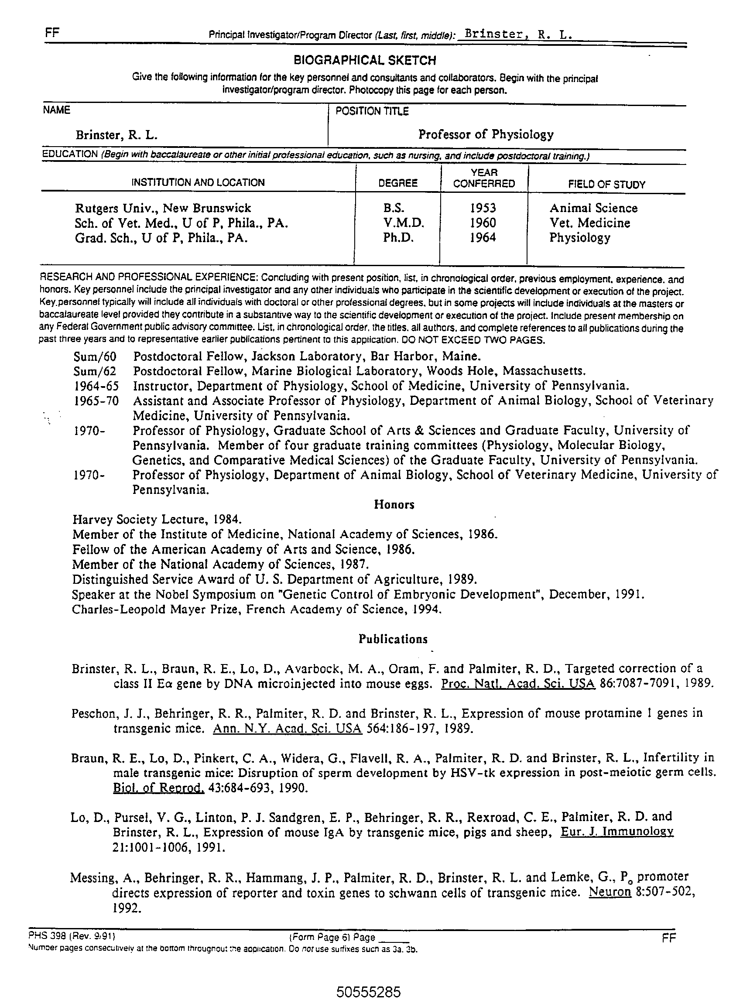 FF
Principal Investigator/Program Director (Last, first, middle): Brinster, R. L.
BIOGRAPHICAL SKETCH
Give the following information for the key personnel and consultants and collaborators. Begin with the principal
investigator/program director. Photocopy this page for each person.
NAME
POSITION TITLE
Brinster, R. L.
Professor of Physiology
EDUCATION (Begin with baccalaureate or other initial professional education, such as nursing, and include postdoctoral training.)
INSTITUTION AND LOCATION DEGREE YEAR CONFERRED FIELD OF STUDY
Rutgers Univ., New Brunswick B.S. 1953 Animal Science
Sch. of Vet. Med., U of P, Phila., PA. V.M.D. 1960 Vet. Medicine
Grad. Sch., U of P, Phila., PA. Ph.D. 1964 Physiology
RESEARCH AND PROFESSIONAL EXPERIENCE: Concluding with present position, list, in chronological order, previous employment, experience, and
honors. Key personnel include the principal investigator and any other individuals who participate in the scientific development or execution of the project.
Key personnel typically will include all individuals with doctoral or other professional degrees, but in some projects will include individuals at the masters or
baccalaureate level provided they contribute in a substantive way to the scientific development or execution of the project. Include present membership on
any Federal Government public advisory committee. List, in chronological order, the titles, all authors, and complete references to all publications during the
past three years and to representative earlier publications pertinent to this application. DO NOT EXCEED TWO PAGES.
Sum/60 Postdoctoral Fellow, Jackson Laboratory, Bar Harbor, Maine.
Sum/62 Postdoctoral Fellow, Marine Biological Laboratory, Woods Hole, Massachusetts.
1964-65 Instructor, Department of Physiology, School of Medicine, University of Pennsylvania.
1965-70 Assistant and Associate Professor of Physiology, Department of Animal Biology, School of Veterinary
Medicine, University of Pennsylvania.
1970- Professor of Physiology, Graduate School of Arts & Sciences and Graduate Faculty, University of
Pennsylvania. Member of four graduate training committees (Physiology, Molecular Biology,
Genetics, and Comparative Medical Sciences) of the Graduate Faculty, University of Pennsylvania.
1970- Professor of Physiology, Department of Animal Biology, School of Veterinary Medicine, University of
Pennsylvania.
Honors
Harvey Society Lecture, 1984.
Member of the Institute of Medicine, National Academy of Sciences, 1986.
Fellow of the American Academy of Arts and Science, 1986.
Member of the National Academy of Sciences, 1987.
Distinguished Service Award of U. S. Department of Agriculture, 1989.
Speaker at the Nobel Symposium on "Genetic Control of Embryonic Development", December, 1991.
Charles-Leopold Mayer Prize, French Academy of Science, 1994.
Publications
Brinster, R. L., Braun, R. E., Lo, D., Avarbock, M. A., Oram, F. and Palmiter, R. D., Targeted correction of a
class II Eα gene by DNA microinjected into mouse eggs. Proc. Natl. Acad. Sci. USA 86:7087-7091, 1989.
Peschon, J. J., Behringer, R. R., Palmiter, R. D. and Brinster, R. L., Expression of mouse protamine 1 genes in
transgenic mice. Ann. N.Y. Acad. Sci. USA 564:186-197, 1989.
Braun, R. E., Lo, D., Pinkert, C. A., Widera, G., Flavell, R. A., Palmiter, R. D. and Brinster, R. L., Infertility in
male transgenic mice: Disruption of sperm development by HSV-tk expression in post-meiotic germ cells.
Biol. of Reprod. 43:684-693, 1990.
Lo, D., Pursel, V. G., Linton, P. J. Sandgren, E. P., Behringer, R. R., Rexroad, C. E., Palmiter, R. D. and
Brinster, R. L., Expression of mouse IgA by transgenic mice, pigs and sheep, Eur. J. Immunology
21:1001-1006, 1991.
Messing, A., Behringer, R. R., Hammang, J. P., Palmiter, R. D., Brinster, R. L. and Lemke, G., Po promoter
directs expression of reporter and toxin genes to schwann cells of transgenic mice. Neuron 8:507-502,
1992.
PHS 398 (Rev. 9/91) (Form Page 6) Page FF
Number pages consecutively at the bottom throughout the application. Do not use suffixes such as 3a, 3b.
50555285